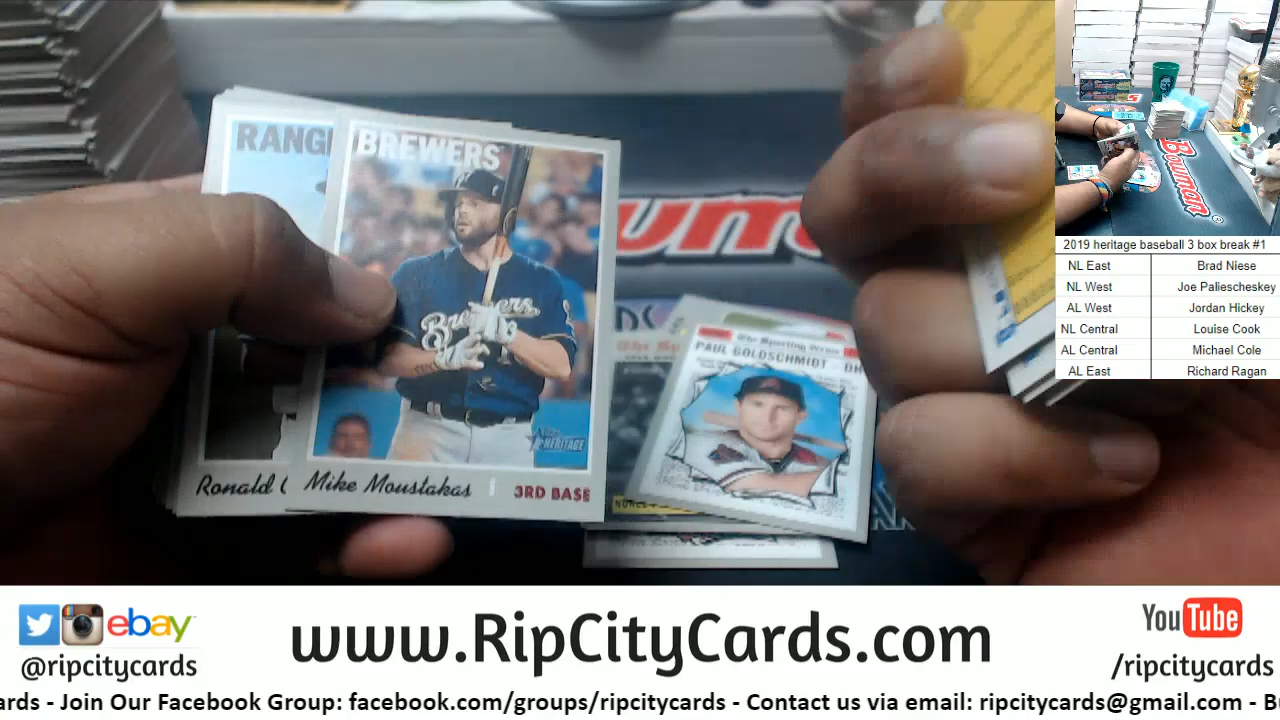 RANG
BREWERS
Brewers
HERITAGE
Ronald
Mike Moustakas
3RD BASE
The Sporting News
PAUL GOLDSCHMIDT
Bowman
2019 heritage baseball 3 box break #1
NL East Brad Niese
NL West Joe Paliescheskey
AL West Jordan Hickey
NL Central Louise Cook
AL Central Michael Cole
AL East Richard Ragan
ebay
@ripcitycards
www.RipCityCards.com
YouTube
/ripcitycards
ards - Join Our Facebook Group: facebook.com/groups/ripcitycards - Contact us via email: ripcitycards@gmail.com - B